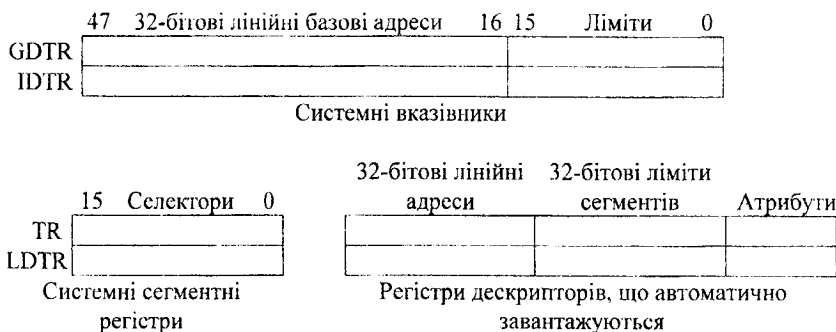 47 32-бітові лінійні базові адреси 16 15 Ліміти 0
GDTR
IDTR
Системні вказівники
32-бітові лінійні адреси
32-бітові ліміти сегментів
Атрибути
15 Селектори 0
TR
LDTR
Системні сегментні
регістри
Регістри дескрипторів, що автоматично
завантажуються